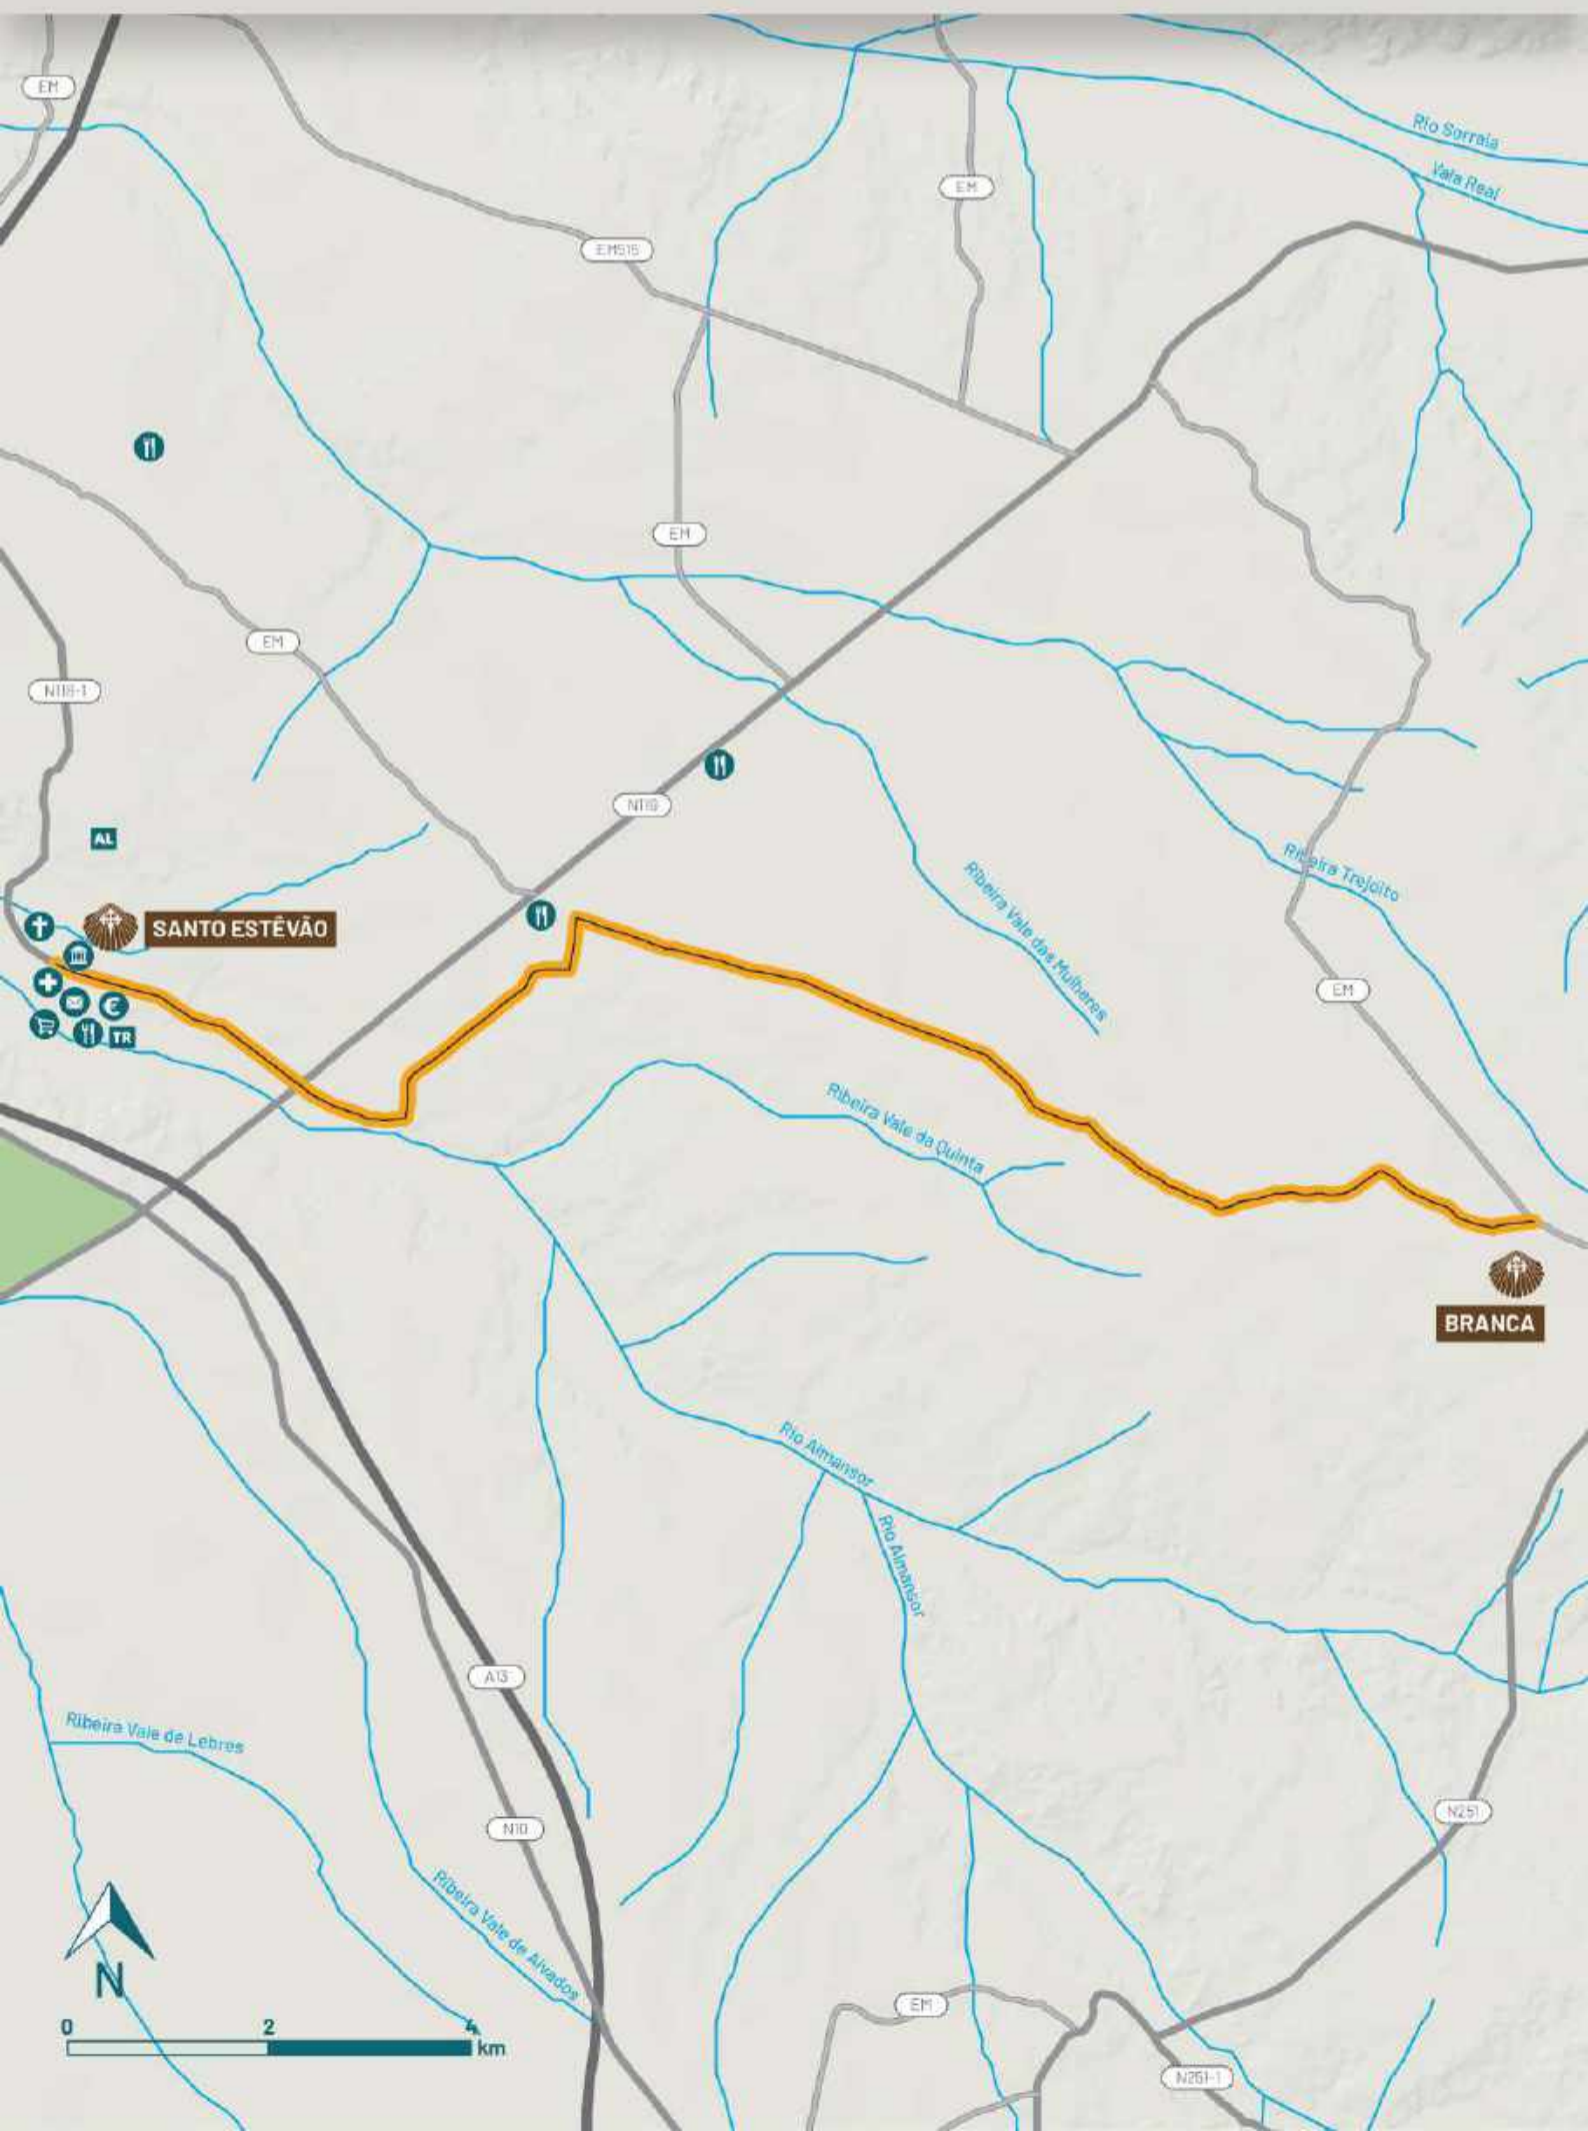 EM
Rio Sorraia
Vala Real
EM
EM515
EM
EM
N118-1
N119
AL
Ribeira Trejoito
Ribeira Vale das Mulheres
SANTO ESTÊVÃO
EM
€
TR
Ribeira Vale da Quinta
BRANCA
Rio Almansor
Rio Almansor
A13
Ribeira Vale de Lebres
N251
N10
Ribeira Vale de Alvados
N
EM
0 2 4
km
N251-1